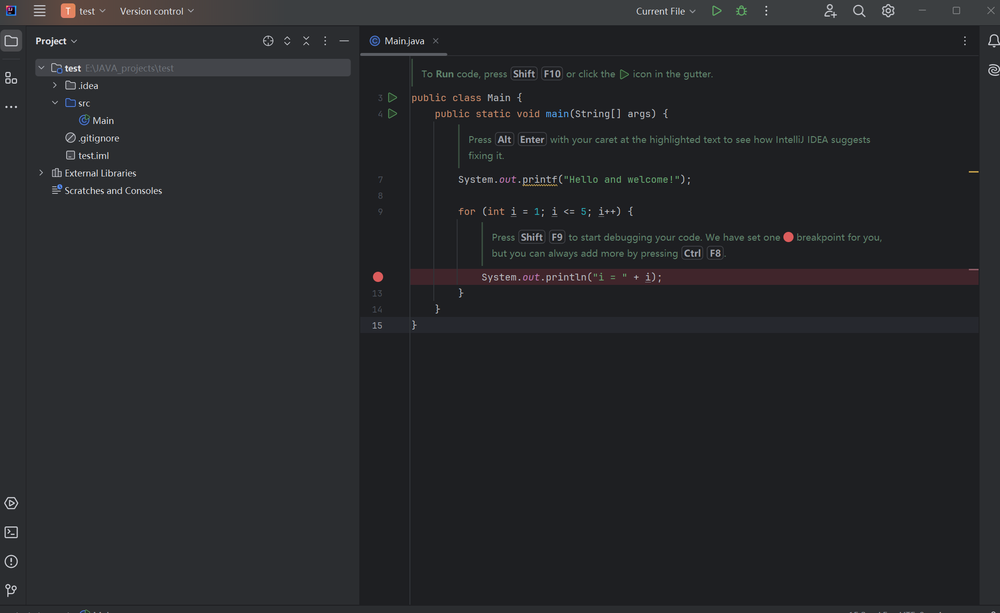 T test Version control Current File
Project
Main.java
test E:\JAVA_projects\test
.idea
src
Main
.gitignore
test.iml
External Libraries
Scratches and Consoles
To Run code, press Shift F10 or click the icon in the gutter.
3 public class Main {
4 public static void main(String[] args) {
Press Alt Enter with your caret at the highlighted text to see how IntelliJ IDEA suggests
fixing it.
7 System.out.printf("Hello and welcome!");
8
9 for (int i = 1; i <= 5; i++) {
Press Shift F9 to start debugging your code. We have set one breakpoint for you,
but you can always add more by pressing Ctrl F8.
System.out.println("i = " + i);
13 }
14 }
15 }